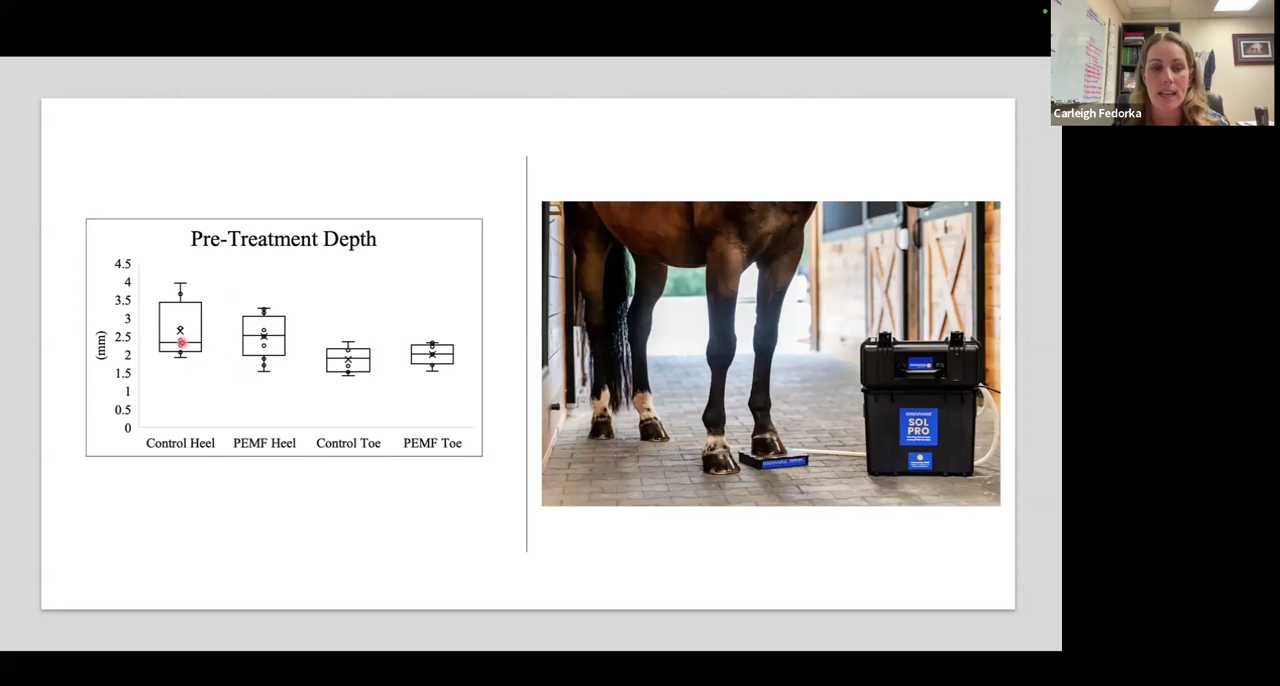 Carleigh Fedorka
Pre-Treatment Depth
4.5
4
3.5
3
2.5
2
1.5
1
0.5
0
(mm)
Control Heel PEMF Heel Control Toe PEMF Toe
SOL
PRO